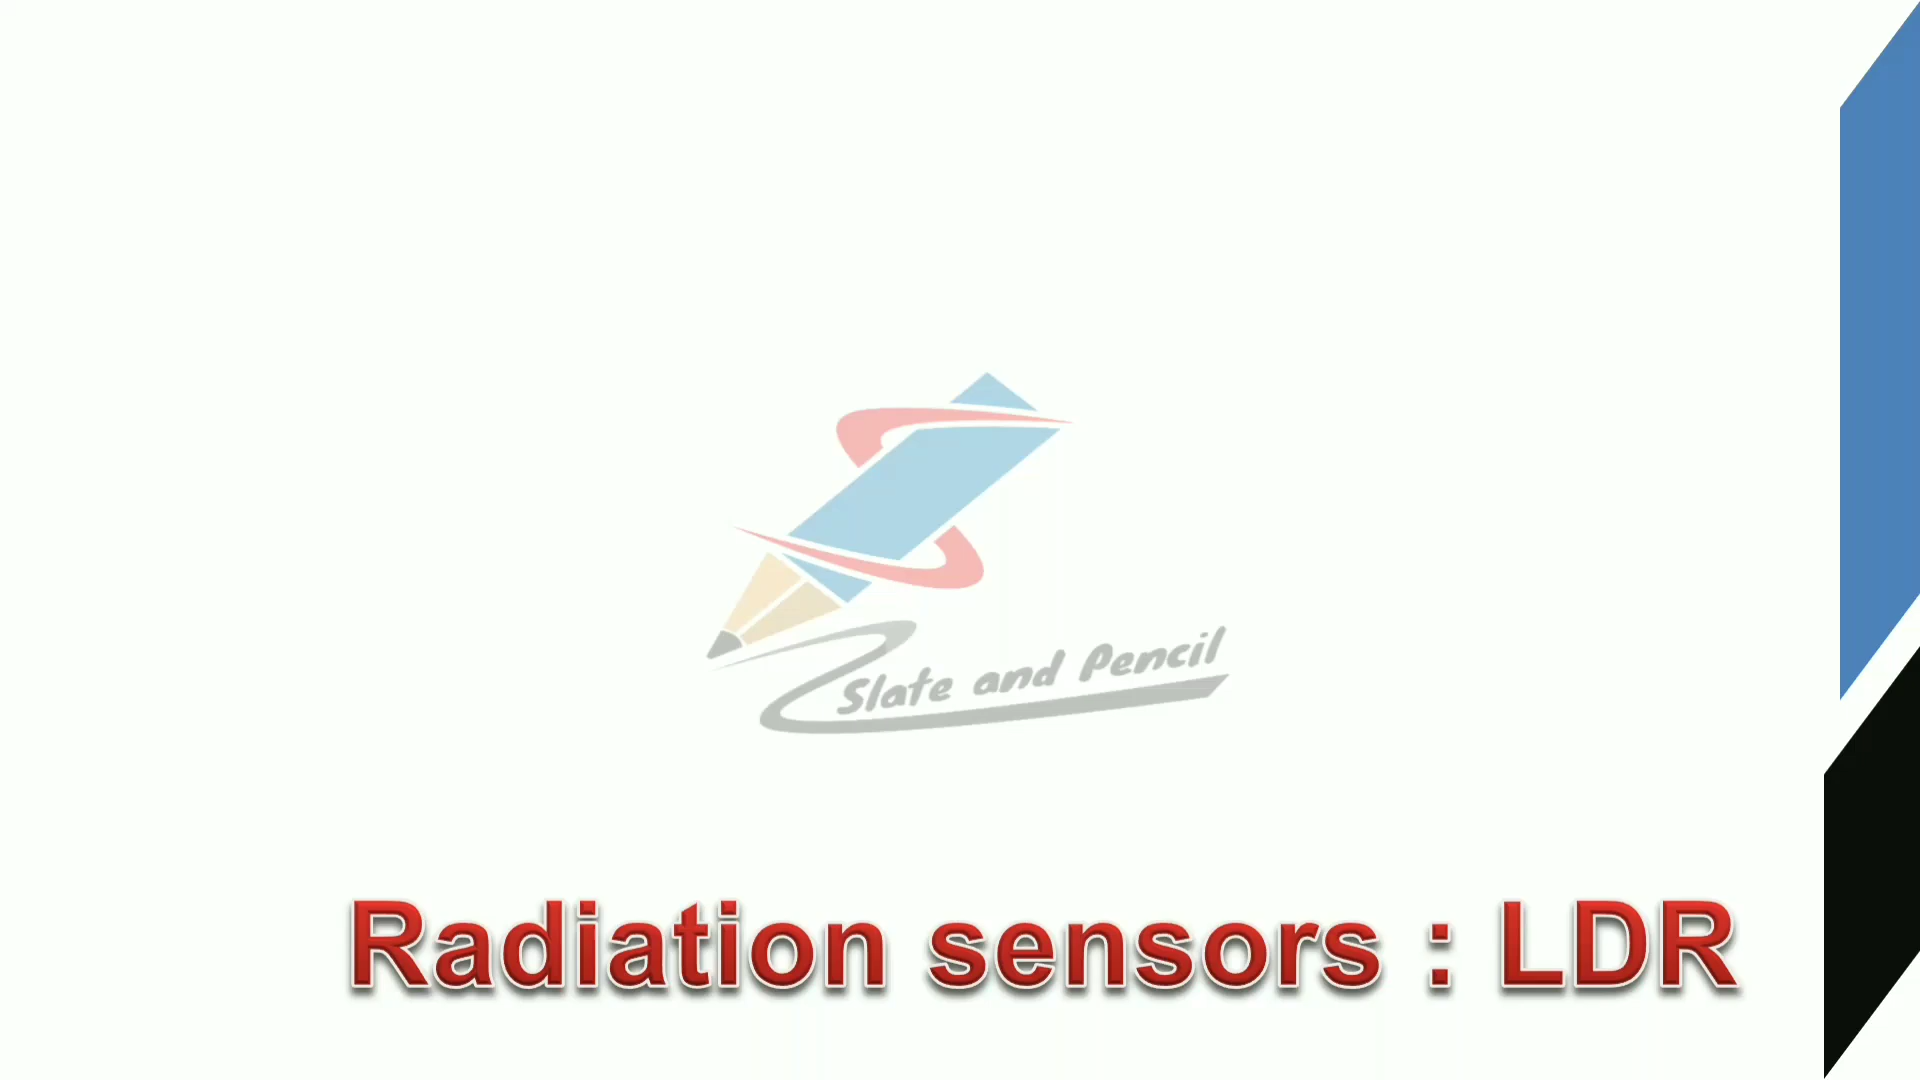 Slate and Pencil
Radiation sensors : LDR